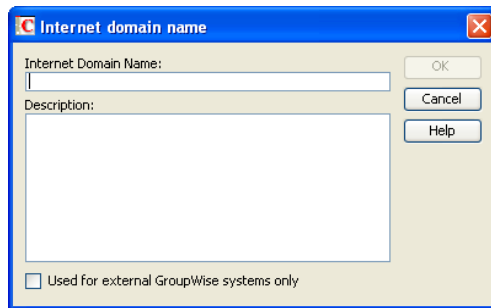 Internet domain name
Internet Domain Name:
OK
Cancel
Description:
Help
Used for external GroupWise systems only